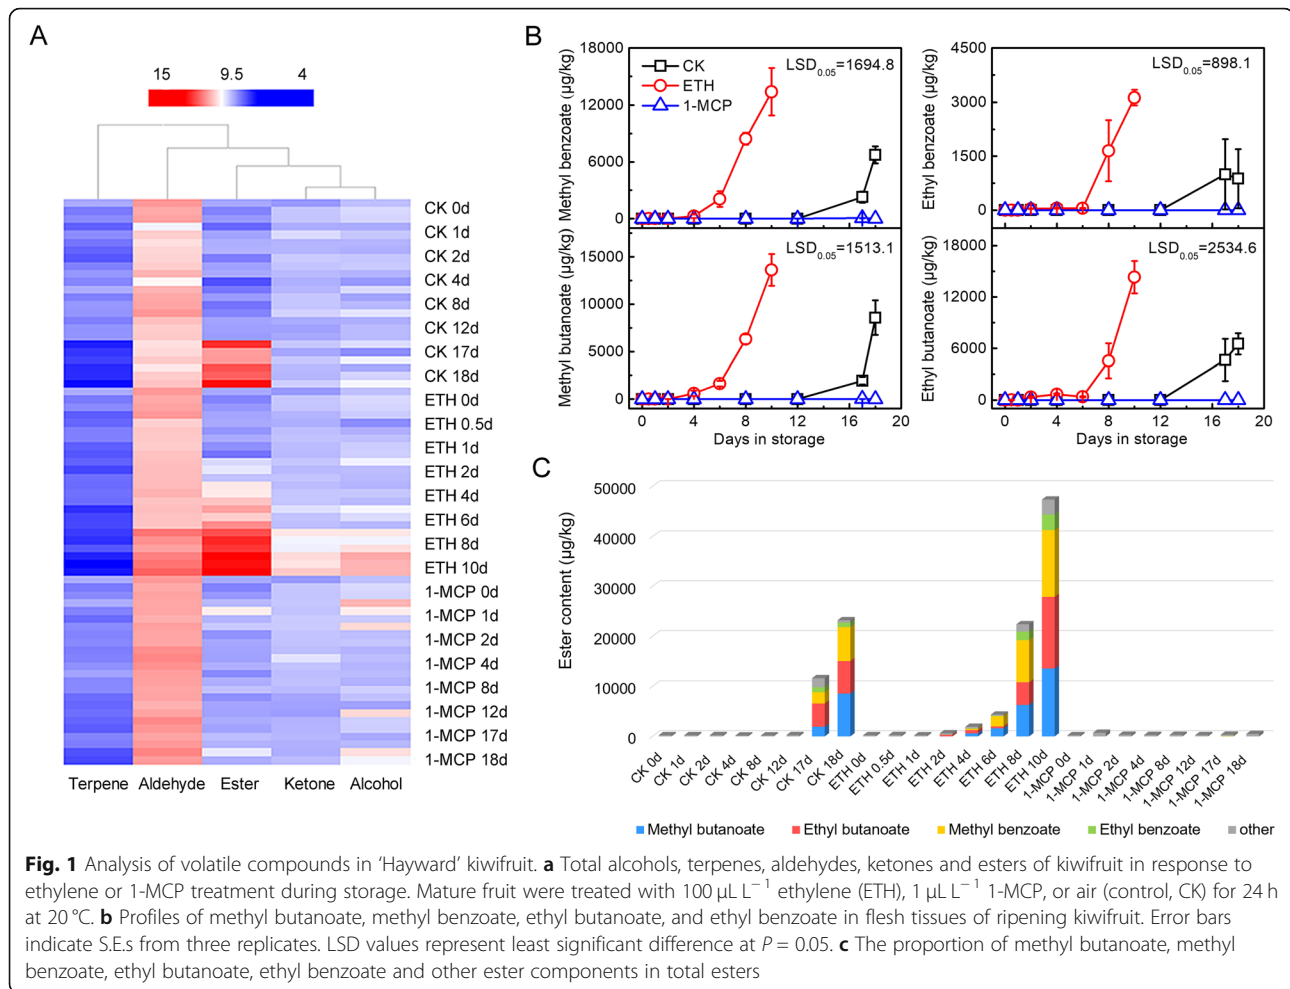 A
15 9.5 4
CK 0d
CK 1d
CK 2d
CK 4d
CK 8d
CK 12d
CK 17d
CK 18d
ETH 0d
ETH 0.5d
ETH 1d
ETH 2d
ETH 4d
ETH 6d
ETH 8d
ETH 10d
1-MCP 0d
1-MCP 1d
1-MCP 2d
1-MCP 4d
1-MCP 8d
1-MCP 12d
1-MCP 17d
1-MCP 18d
Terpene Aldehyde Ester Ketone Alcohol
B
Methyl benzoate (µg/kg)
18000
12000
6000
0
CK
ETH
1-MCP
LSD0.05=1694.8
Ethyl benzoate (µg/kg)
4500
3000
1500
0
LSD0.05=898.1
Methyl butanoate (µg/kg)
15000
10000
5000
0
LSD0.05=1513.1
0 4 8 12 16 20
Days in storage
Ethyl butanoate (µg/kg)
18000
12000
6000
0
LSD0.05=2534.6
0 4 8 12 16 20
Days in storage
C
Ester content (µg/kg)
50000
40000
30000
20000
10000
0
CK 0d
CK 1d
CK 2d
CK 4d
CK 8d
CK 12d
CK 17d
CK 18d
ETH 0d
ETH 0.5d
ETH 1d
ETH 2d
ETH 4d
ETH 6d
ETH 8d
ETH 10d
1-MCP 0d
1-MCP 1d
1-MCP 2d
1-MCP 4d
1-MCP 8d
1-MCP 12d
1-MCP 17d
1-MCP 18d
Methyl butanoate Ethyl butanoate Methyl benzoate Ethyl benzoate other
Fig. 1 Analysis of volatile compounds in ‘Hayward’ kiwifruit. a Total alcohols, terpenes, aldehydes, ketones and esters of kiwifruit in response to
ethylene or 1-MCP treatment during storage. Mature fruit were treated with 100 µL L−1 ethylene (ETH), 1 µL L−1 1-MCP, or air (control, CK) for 24 h
at 20 °C. b Profiles of methyl butanoate, methyl benzoate, ethyl butanoate, and ethyl benzoate in flesh tissues of ripening kiwifruit. Error bars
indicate S.E.s from three replicates. LSD values represent least significant difference at P = 0.05. c The proportion of methyl butanoate, methyl
benzoate, ethyl butanoate, ethyl benzoate and other ester components in total esters